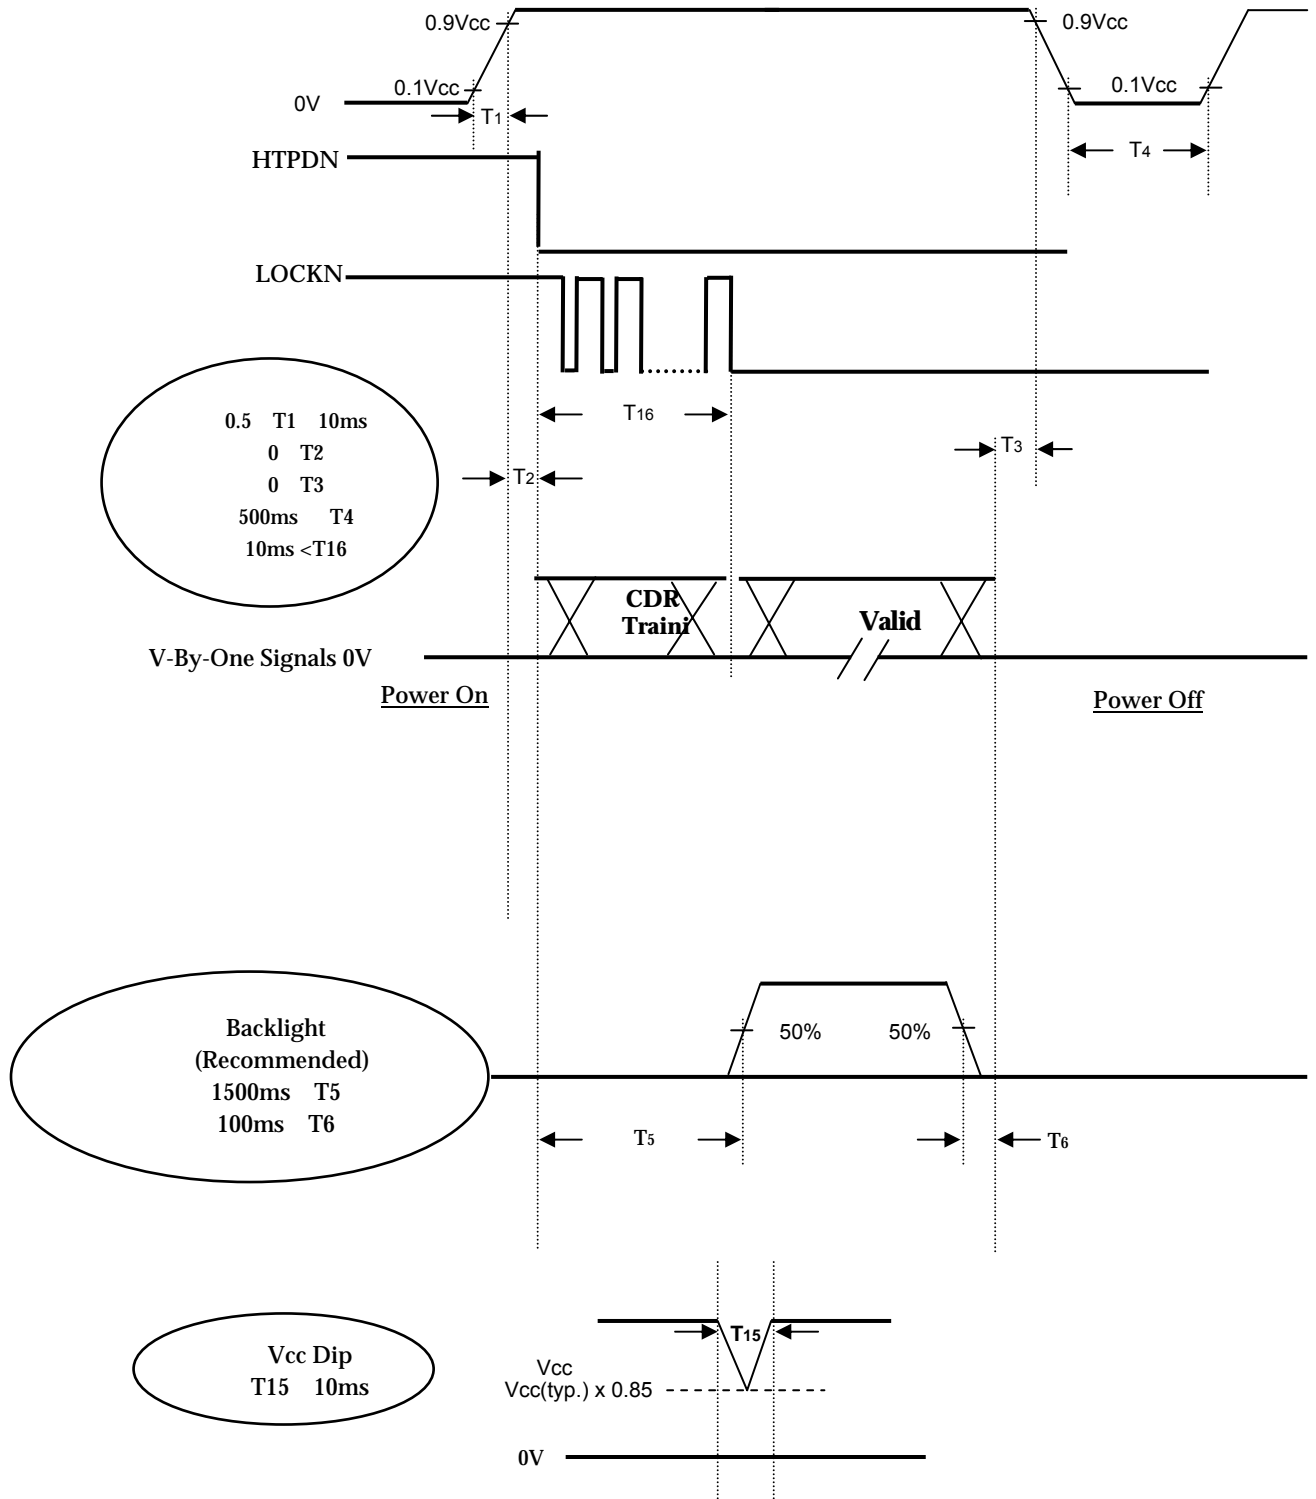 0.9Vcc
0.9Vcc
0.1Vcc
0.1Vcc
0V
T1
T4
HTPDN
LOCKN
T16
0.5 T1 10ms
0 T2
0 T3
500ms T4
10ms <T16
T3
T2
CDR
Traini
Valid
V-By-One Signals 0V
Power On
Power Off
Backlight
(Recommended)
1500ms T5
100ms T6
50%
50%
T5
T6
T15
Vcc Dip
T15 10ms
Vcc
Vcc(typ.) x 0.85
0V